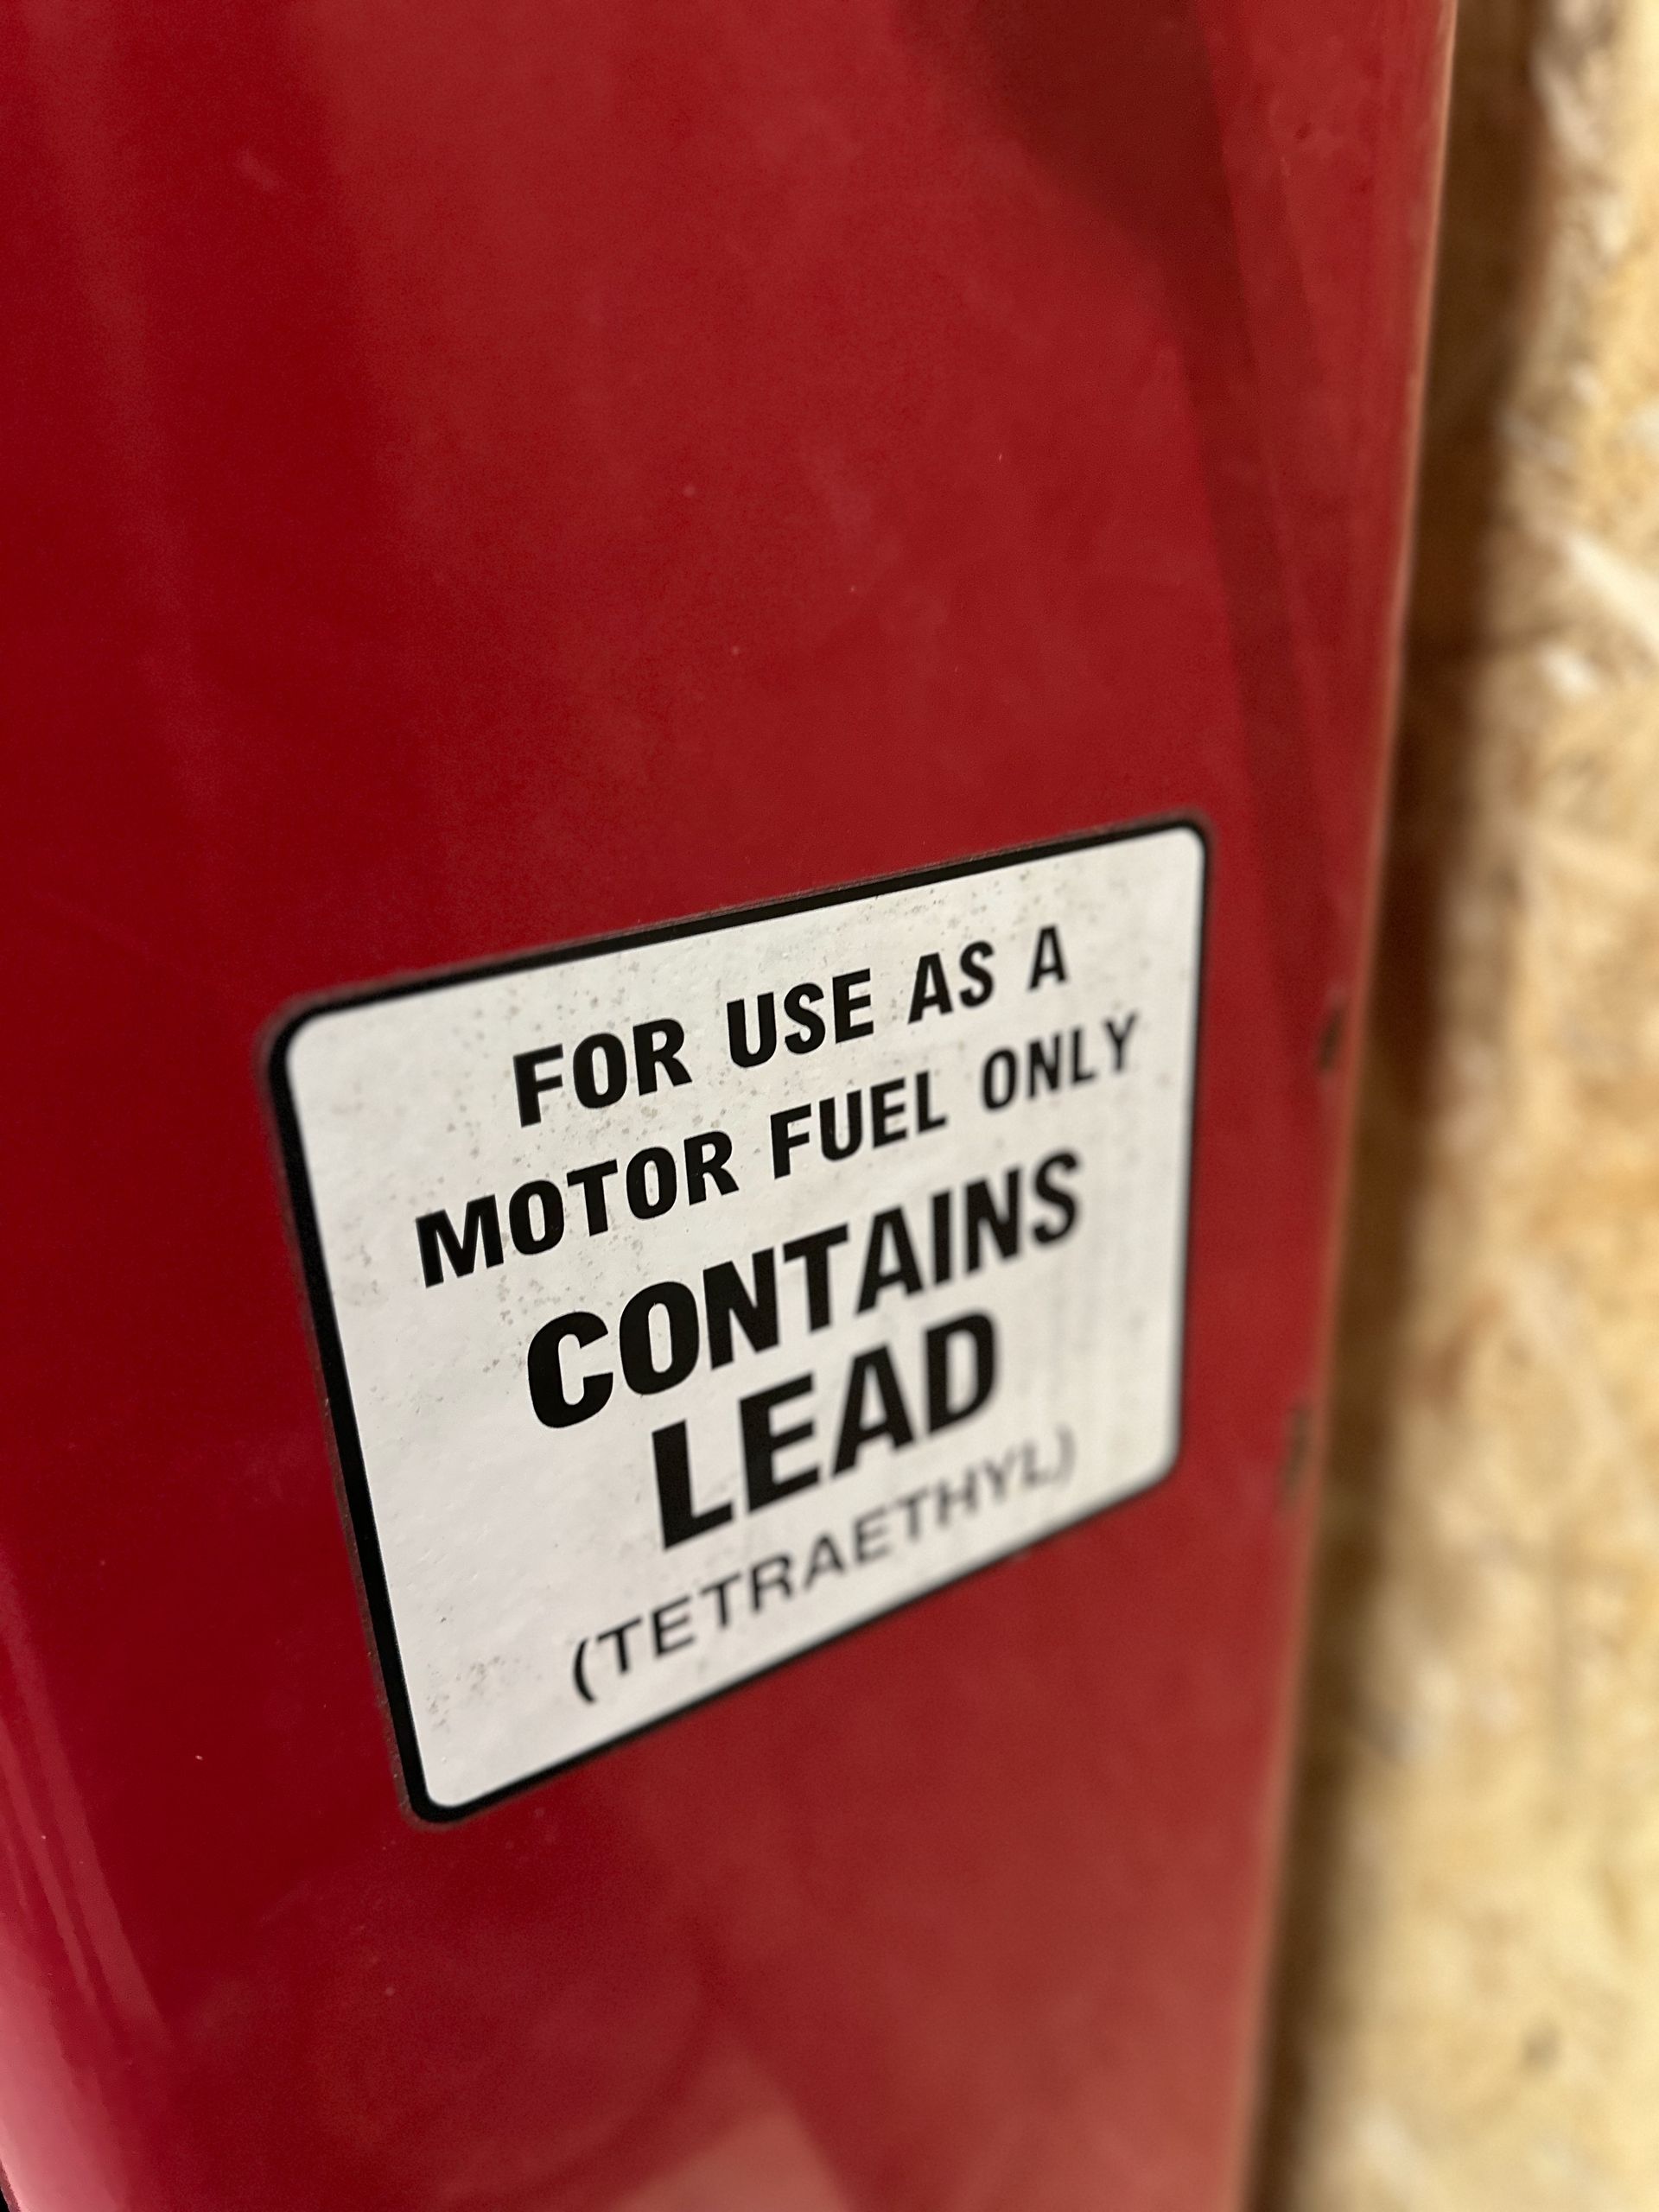 FOR USE AS A
MOTOR FUEL ONLY
CONTAINS
LEAD
(TETRAETHYL)